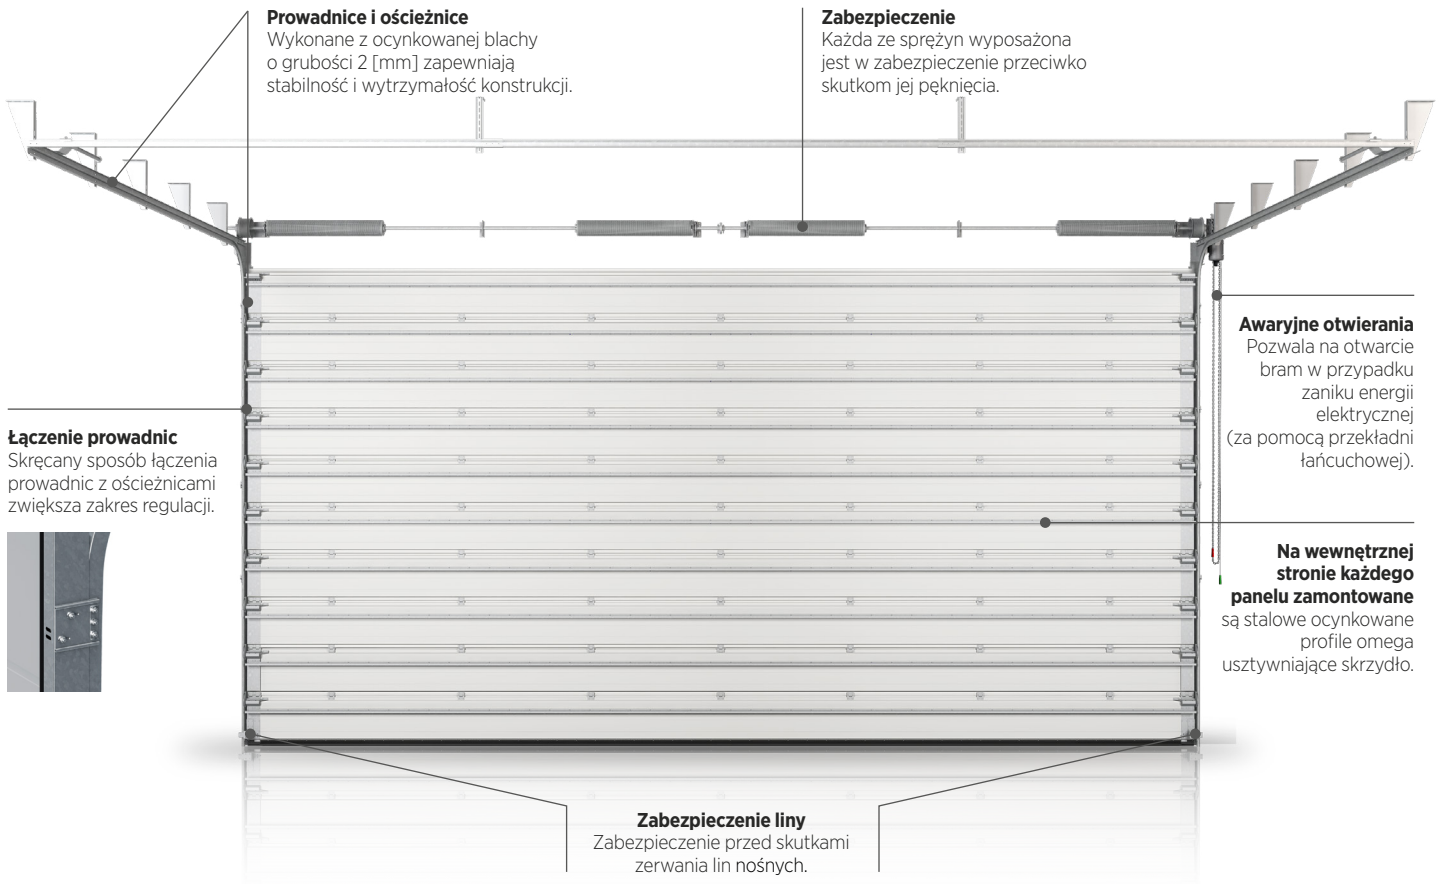 Prowadnice i ościeżnice
Wykonane z ocynkowanej blachy
o grubości 2 [mm] zapewniają
stabilność i wytrzymałość konstrukcji.
Zabezpieczenie
Każda ze sprężyn wyposażona
jest w zabezpieczenie przeciwko
skutkom jej pęknięcia.
Awaryjne otwierania
Pozwala na otwarcie
bram w przypadku
zaniku energii
elektrycznej
(za pomocą przekładni
łańcuchowej).
Łączenie prowadnic
Skręcany sposób łączenia
prowadnic z ościeżnicami
zwiększa zakres regulacji.
Na wewnętrznej
stronie każdego
panelu zamontowane
są stalowe ocynkowane
profile omega
usztywniające skrzydło.
Zabezpieczenie liny
Zabezpieczenie przed skutkami
zerwania lin nośnych.